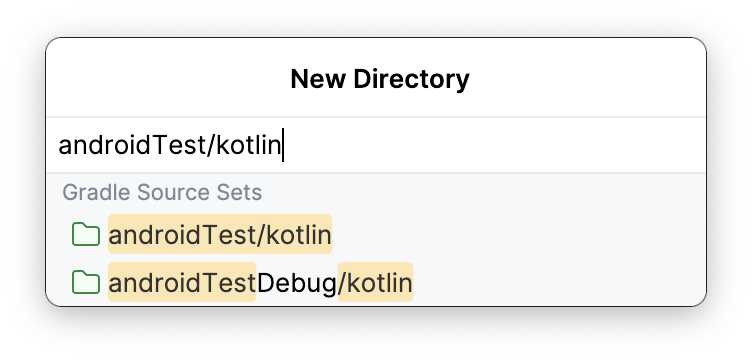 New Directory
androidTest/kotlin
Gradle Source Sets
androidTest/kotlin
androidTestDebug/kotlin